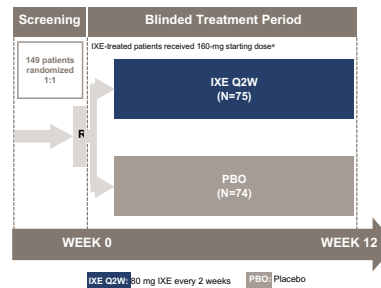 Screening
Blinded Treatment Period
IXE-treated patients received 160-mg starting doseᵃ
149 patients
randomized
1:1
IXE Q2W
(N=75)
R
PBO
(N=74)
WEEK 0
WEEK 12
IXE Q2W: 80 mg IXE every 2 weeks
PBO: Placebo